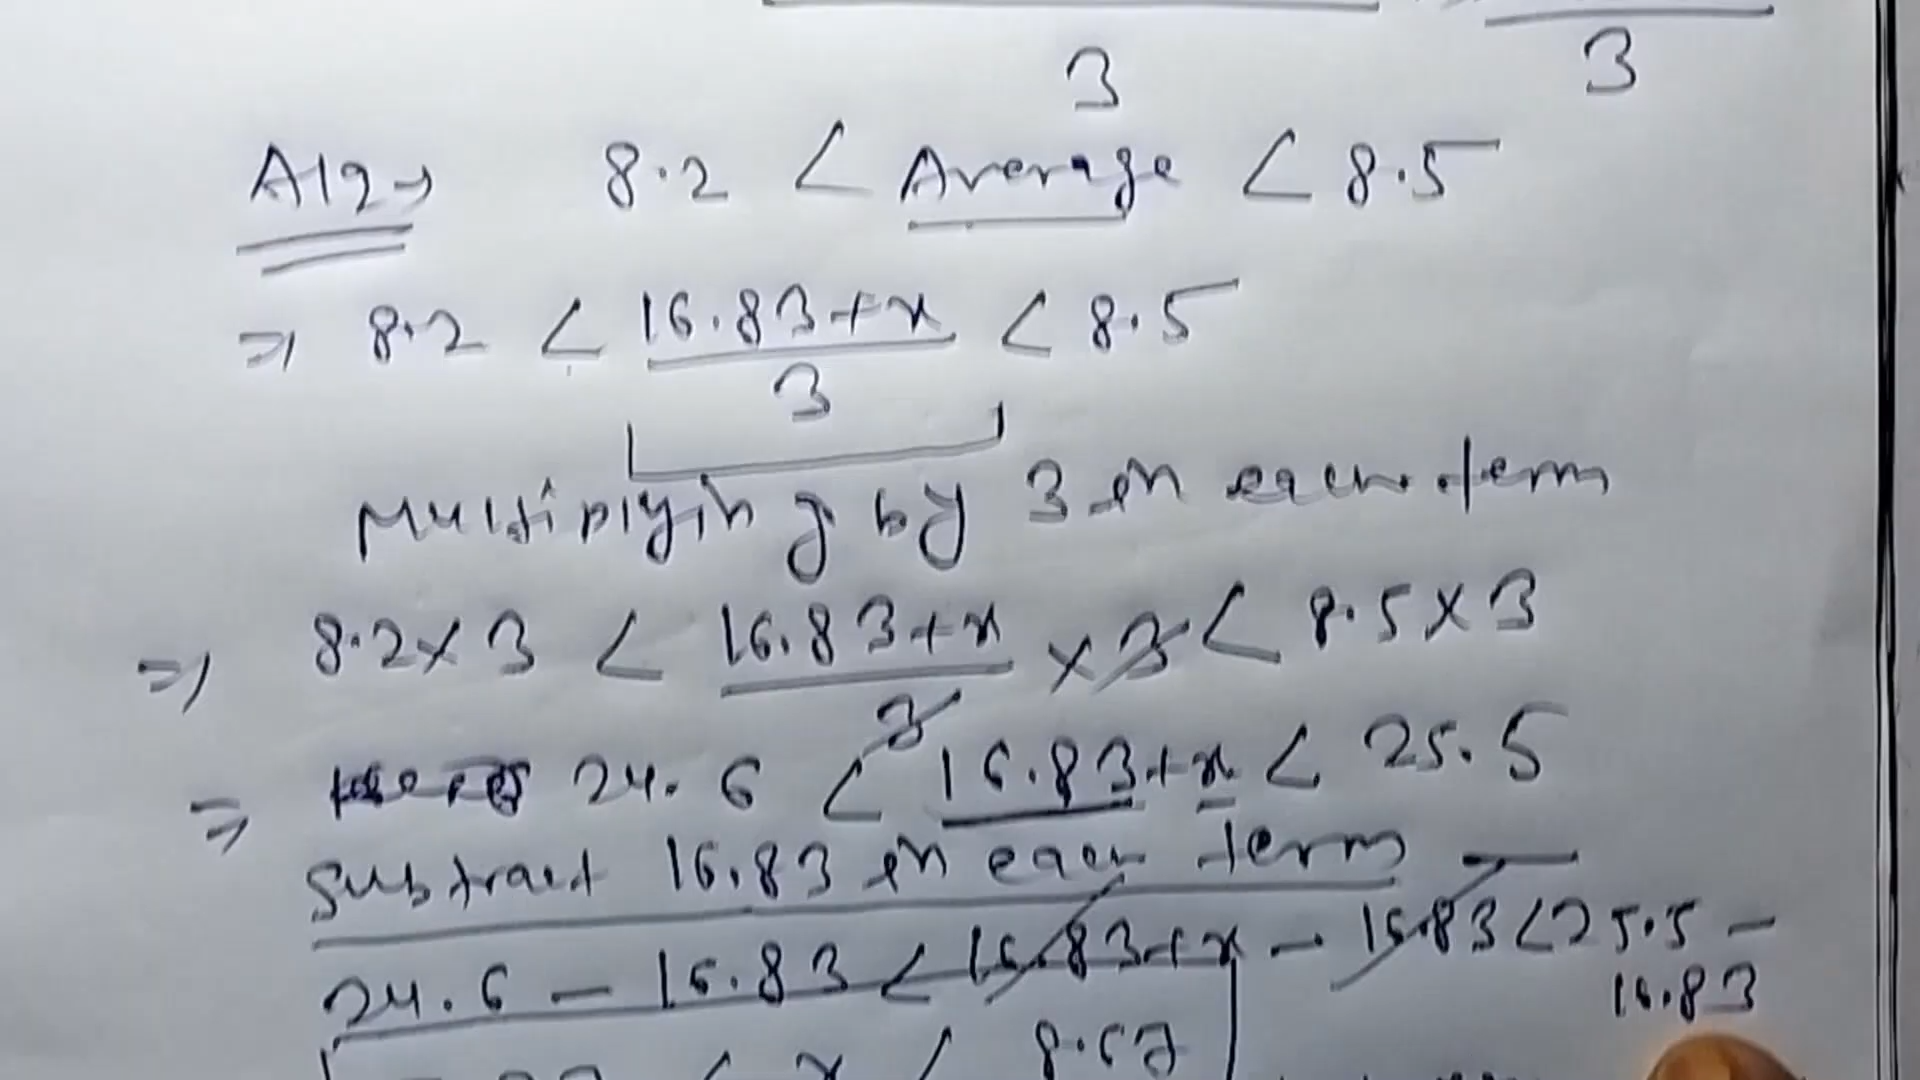 3 3
A/q→ 8.2 < Average < 8.5
⇒ 8.2 < (16.83+x)/3 < 8.5
Multiplying by 3 in each term
⇒ 8.2×3 < (16.83+x)/3 ×3 < 8.5×3
⇒ 24.6 < 16.83+x < 25.5
Subtract 16.83 in each term
24.6 - 16.83 < 16.83+x - 16.83 < 25.5 -
16.83
< x < 8.67